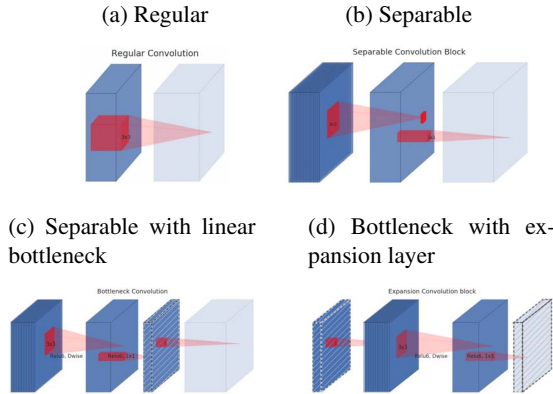 (a) Regular
(b) Separable
Regular Convolution
Separable Convolution Block
3x3
3x3
1x1
(c) Separable with linear
bottleneck
(d) Bottleneck with ex-
pansion layer
Bottleneck Convolution
Expansion Convolution block
3x3
Relu6, Dwise
Relu6, 1x1
3x3
Relu6, Dwise
Relu6, 1x1